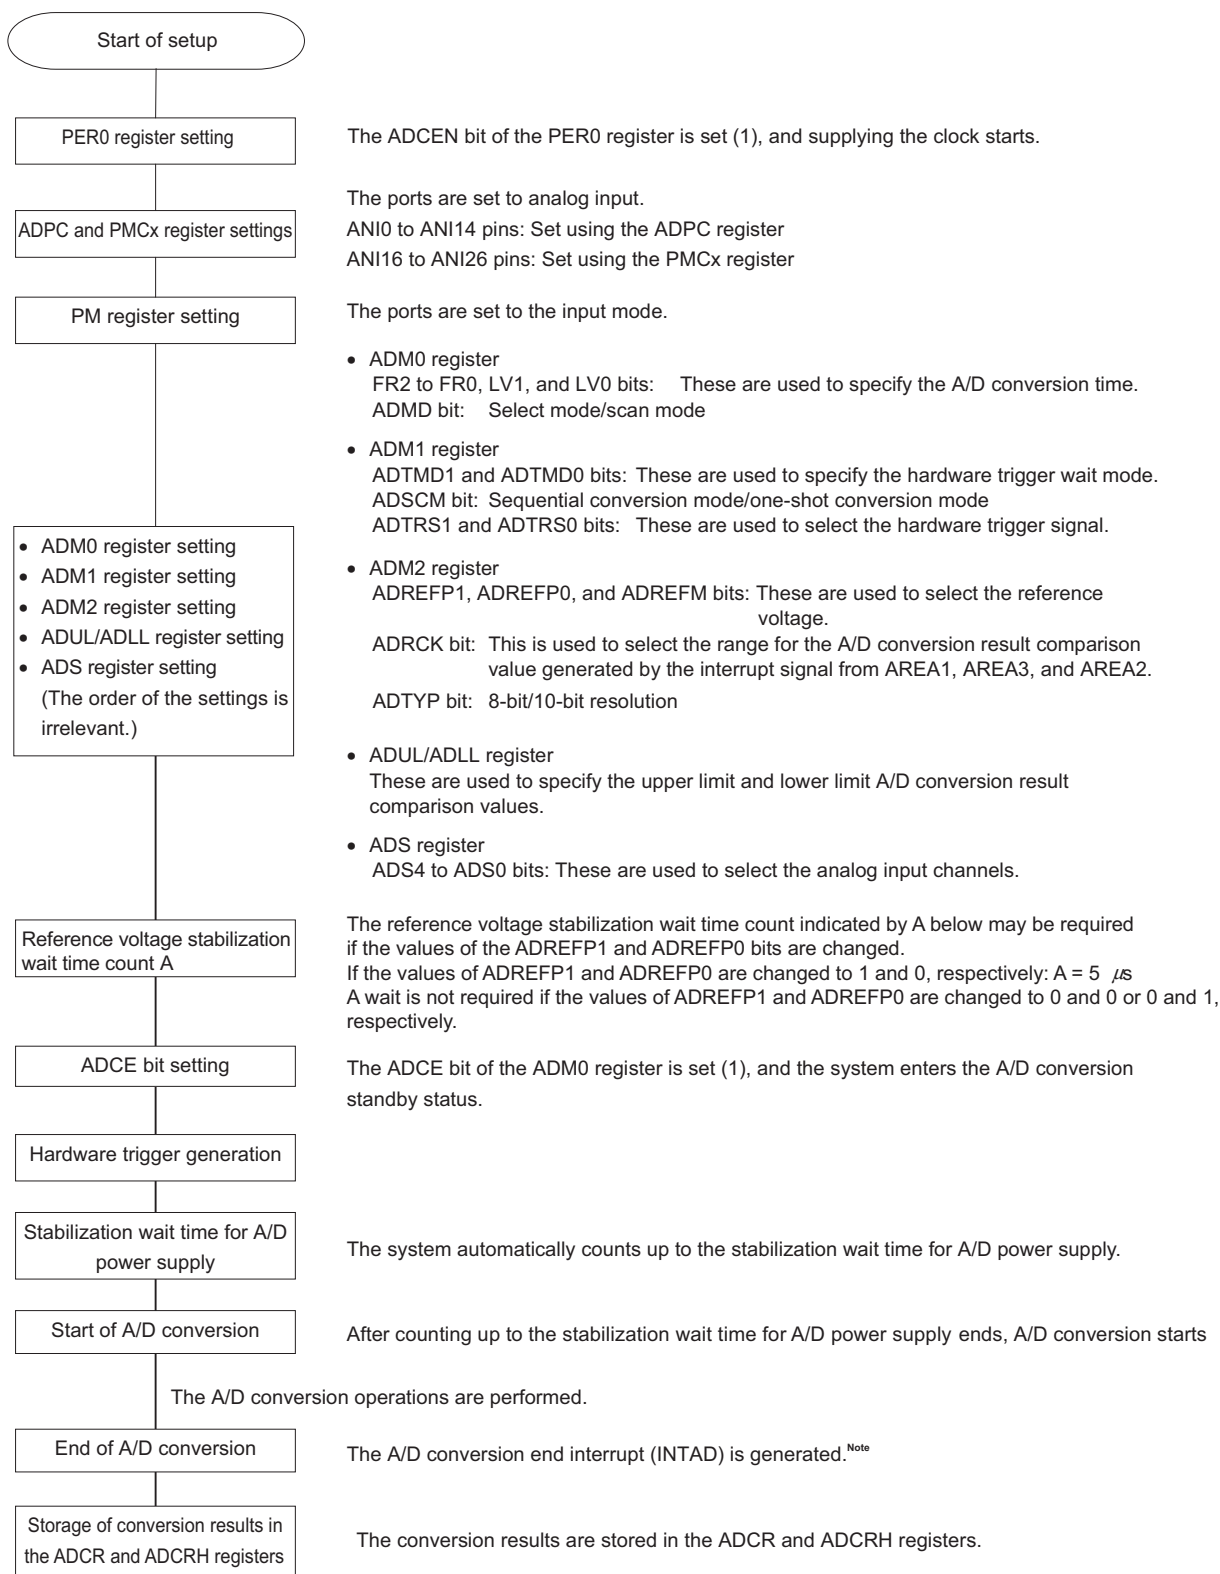 Start of setup
PER0 register setting
The ADCEN bit of the PER0 register is set (1), and supplying the clock starts.
ADPC and PMCx register settings
The ports are set to analog input.
ANI0 to ANI14 pins: Set using the ADPC register
ANI16 to ANI26 pins: Set using the PMCx register
PM register setting
The ports are set to the input mode.
• ADM0 register setting
• ADM1 register setting
• ADM2 register setting
• ADUL/ADLL register setting
• ADS register setting
(The order of the settings is
irrelevant.)
• ADM0 register
FR2 to FR0, LV1, and LV0 bits: These are used to specify the A/D conversion time.
ADMD bit: Select mode/scan mode
• ADM1 register
ADTMD1 and ADTMD0 bits: These are used to specify the hardware trigger wait mode.
ADSCM bit: Sequential conversion mode/one-shot conversion mode
ADTRS1 and ADTRS0 bits: These are used to select the hardware trigger signal.
• ADM2 register
ADREFP1, ADREFP0, and ADREFM bits: These are used to select the reference
voltage.
ADRCK bit: This is used to select the range for the A/D conversion result comparison
value generated by the interrupt signal from AREA1, AREA3, and AREA2.
ADTYP bit: 8-bit/10-bit resolution
• ADUL/ADLL register
These are used to specify the upper limit and lower limit A/D conversion result
comparison values.
• ADS register
ADS4 to ADS0 bits: These are used to select the analog input channels.
Reference voltage stabilization
wait time count A
The reference voltage stabilization wait time count indicated by A below may be required
if the values of the ADREFP1 and ADREFP0 bits are changed.
If the values of ADREFP1 and ADREFP0 are changed to 1 and 0, respectively: A = 5 μs
A wait is not required if the values of ADREFP1 and ADREFP0 are changed to 0 and 0 or 0 and 1,
respectively.
ADCE bit setting
The ADCE bit of the ADM0 register is set (1), and the system enters the A/D conversion
standby status.
Hardware trigger generation
Stabilization wait time for A/D
power supply
The system automatically counts up to the stabilization wait time for A/D power supply.
Start of A/D conversion
After counting up to the stabilization wait time for A/D power supply ends, A/D conversion starts
The A/D conversion operations are performed.
End of A/D conversion
The A/D conversion end interrupt (INTAD) is generated.Note
Storage of conversion results in
the ADCR and ADCRH registers
The conversion results are stored in the ADCR and ADCRH registers.